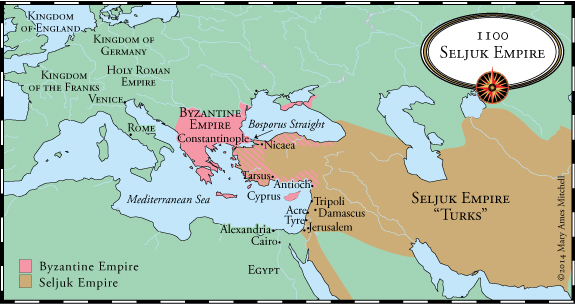 KINGDOM
OF ENGLAND
KINGDOM OF
GERMANY
HOLY ROMAN
EMPIRE
KINGDOM
OF THE FRANKS
VENICE
ROME
BYZANTINE
EMPIRE
Constantinople
Bosporus Straight
Nicaea
Tarsus
Antioch
Cyprus
Mediterranean Sea
Tripoli
Acre
Damascus
Tyre
Jerusalem
Alexandria
Cairo
EGYPT
SELJUK EMPIRE
"TURKS"
1100
SELJUK EMPIRE
Byzantine Empire
Seljuk Empire
©2014 Mary Ames Mitchell